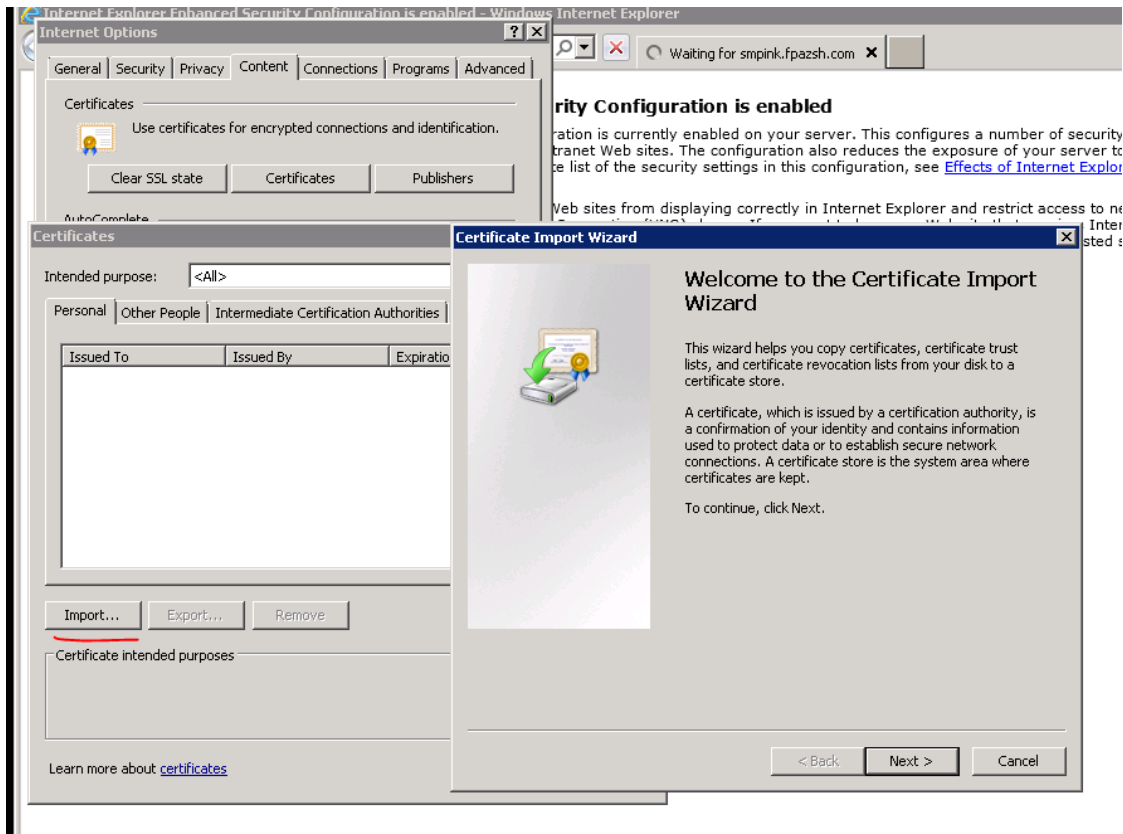 Internet Explorer Enhanced Security Configuration is enabled - Windows Internet Explorer
Internet Options
Waiting for smpink.fpazsh.com
General Security Privacy Content Connections Programs Advanced
Certificates
Use certificates for encrypted connections and identification.
Clear SSL state Certificates Publishers
AutoComplete
rity Configuration is enabled
ration is currently enabled on your server. This configures a number of security
tranet Web sites. The configuration also reduces the exposure of your server to
e list of the security settings in this configuration, see Effects of Internet Explor
Web sites from displaying correctly in Internet Explorer and restrict access to ne
Inter
sted s
Certificates
Intended purpose: <All>
Personal Other People Intermediate Certification Authorities
Issued To Issued By Expiratio
Import... Export... Remove
Certificate intended purposes
Learn more about certificates
Certificate Import Wizard
Welcome to the Certificate Import
Wizard
This wizard helps you copy certificates, certificate trust
lists, and certificate revocation lists from your disk to a
certificate store.
A certificate, which is issued by a certification authority, is
a confirmation of your identity and contains information
used to protect data or to establish secure network
connections. A certificate store is the system area where
certificates are kept.
To continue, click Next.
< Back Next > Cancel